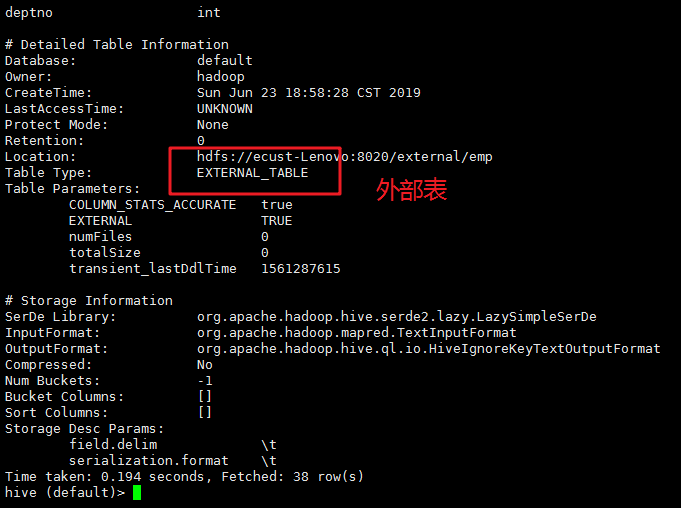 deptno                  int
# Detailed Table Information
Database:               default
Owner:                  hadoop
CreateTime:             Sun Jun 23 18:58:28 CST 2019
LastAccessTime:         UNKNOWN
Protect Mode:           None
Retention:              0
Location:               hdfs://ecust-Lenovo:8020/external/emp
Table Type:             EXTERNAL_TABLE
外部表
Table Parameters:
        COLUMN_STATS_ACCURATE   true
        EXTERNAL                TRUE
        numFiles                0
        totalSize               0
        transient_lastDdlTime   1561287615
# Storage Information
SerDe Library:          org.apache.hadoop.hive.serde2.lazy.LazySimpleSerDe
InputFormat:            org.apache.hadoop.mapred.TextInputFormat
OutputFormat:           org.apache.hadoop.hive.ql.io.HiveIgnoreKeyTextOutputFormat
Compressed:             No
Num Buckets:            -1
Bucket Columns:         []
Sort Columns:           []
Storage Desc Params:
        field.delim             \t
        serialization.format    \t
Time taken: 0.194 seconds, Fetched: 38 row(s)
hive (default)>